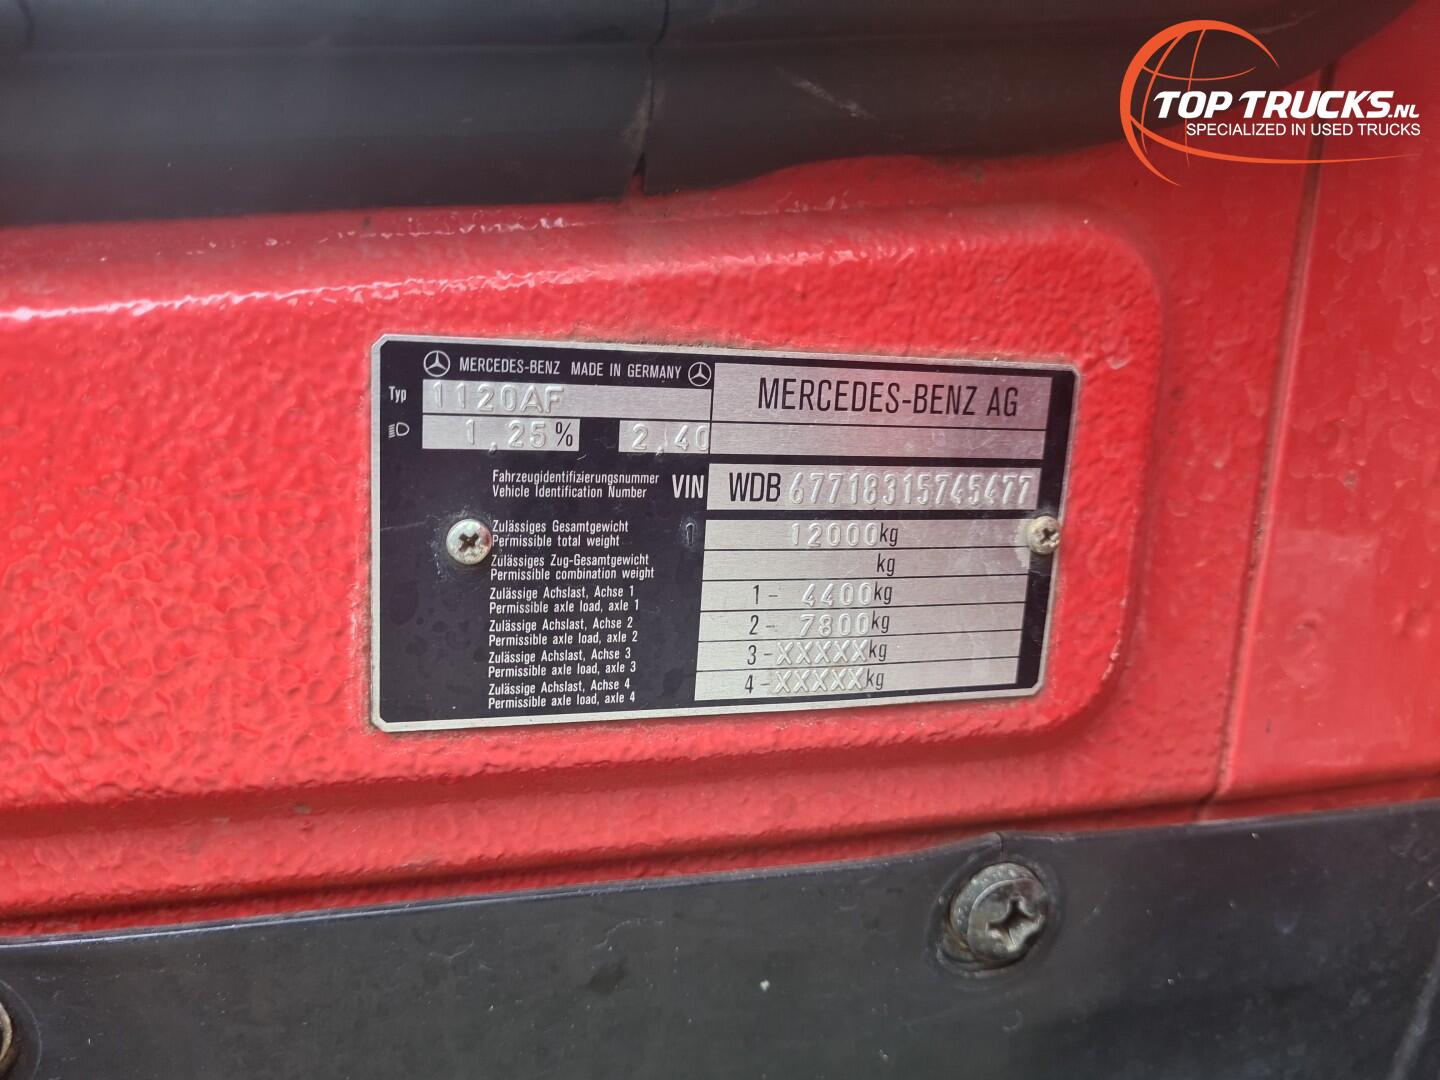 TOP TRUCKS.NL
SPECIALIZED IN USED TRUCKS
MERCEDES-BENZ MADE IN GERMANY
Typ 1120AF
MERCEDES-BENZ AG
1,25% 2,40
Fahrzeugidentifizierungsnummer
Vehicle Identification Number VIN WDB 67718315745477
Zulässiges Gesamtgewicht
Permissible total weight 1 12000kg
Zulässiges Zug-Gesamtgewicht
Permissible combination weight kg
Zulässige Achslast, Achse 1
Permissible axle load, axle 1 1- 4400kg
Zulässige Achslast, Achse 2
Permissible axle load, axle 2 2- 7800kg
Zulässige Achslast, Achse 3
Permissible axle load, axle 3 3-XXXXXkg
Zulässige Achslast, Achse 4
Permissible axle load, axle 4 4-XXXXXkg